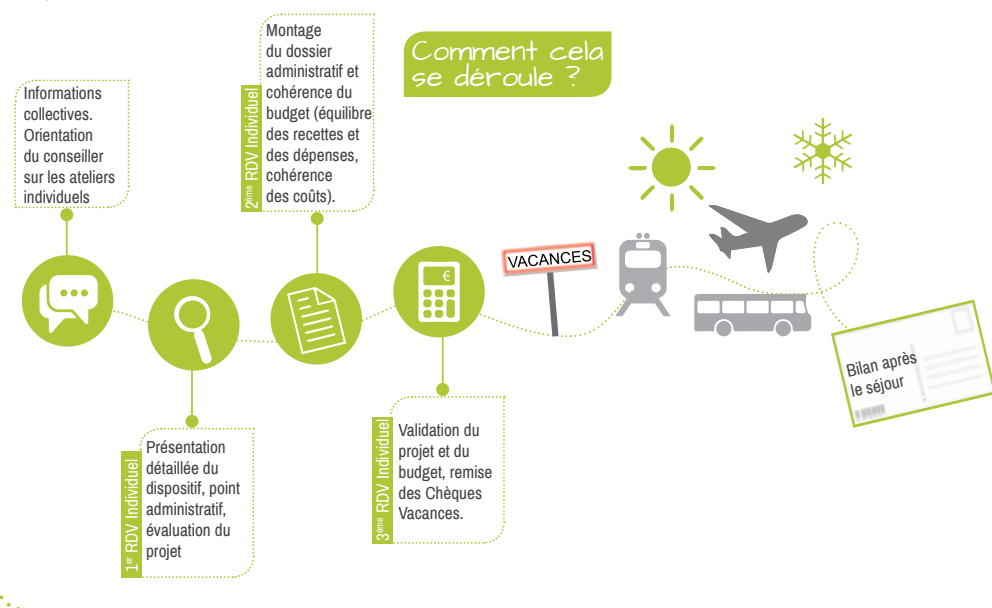 Comment cela
se déroule ?
Informations
collectives.
Orientation
du conseiller
sur les ateliers
individuels
1er RDV Individuel
Présentation
détaillée du
dispositif, point
administratif,
évaluation du
projet
2ème RDV Individuel
Montage
du dossier
administratif et
cohérence du
budget (équilibre
des recettes et
des dépenses,
cohérence
des coûts).
€
3ème RDV Individuel
Validation du
projet et du
budget, remise
des Chèques
Vacances.
VACANCES
Bilan après
le séjour